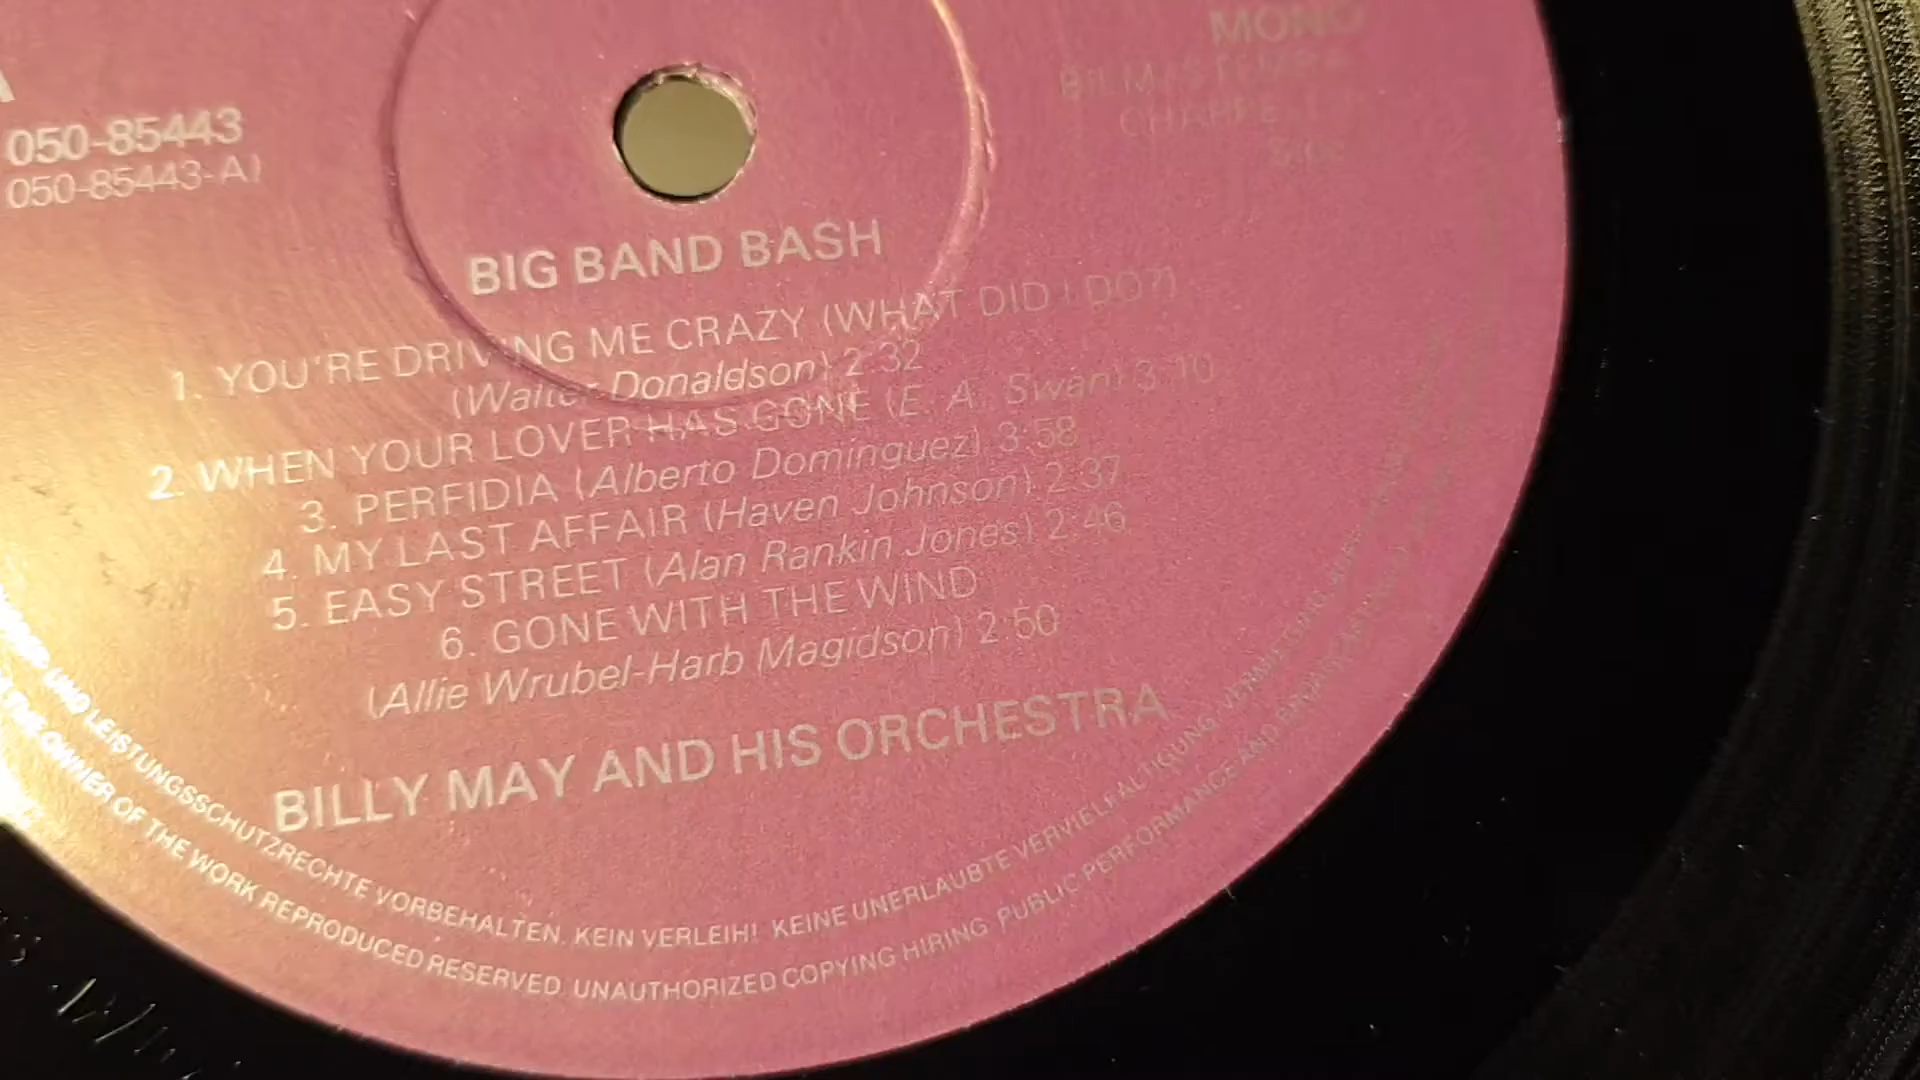 MONO
BIEM/STEMRA
050-85443
050-85443-A)
BIG BAND BASH
1. YOU'RE DRIVING ME CRAZY (WHAT DID I DO?)
(Walter Donaldson) 2:32
2. WHEN YOUR LOVER HAS GONE (E. A. Swan) 3:10
3. PERFIDIA (Alberto Dominguez) 3:58
4. MY LAST AFFAIR (Haven Johnson) 2:37
5. EASY STREET (Alan Rankin Jones) 2:46
6. GONE WITH THE WIND
(Allie Wrubel-Harb Magidson) 2:50
BILLY MAY AND HIS ORCHESTRA
UND LEISTUNGSSCHUTZRECHTE VORBEHALTEN. KEIN VERLEIH! KEINE UNERLAUBTE VERVIELFÄLTIGUNG, VERMIETUNG,
THE OWNER OF THE WORK REPRODUCED RESERVED. UNAUTHORIZED COPYING HIRING PUBLIC PERFORMANCE AND BROADCASTING